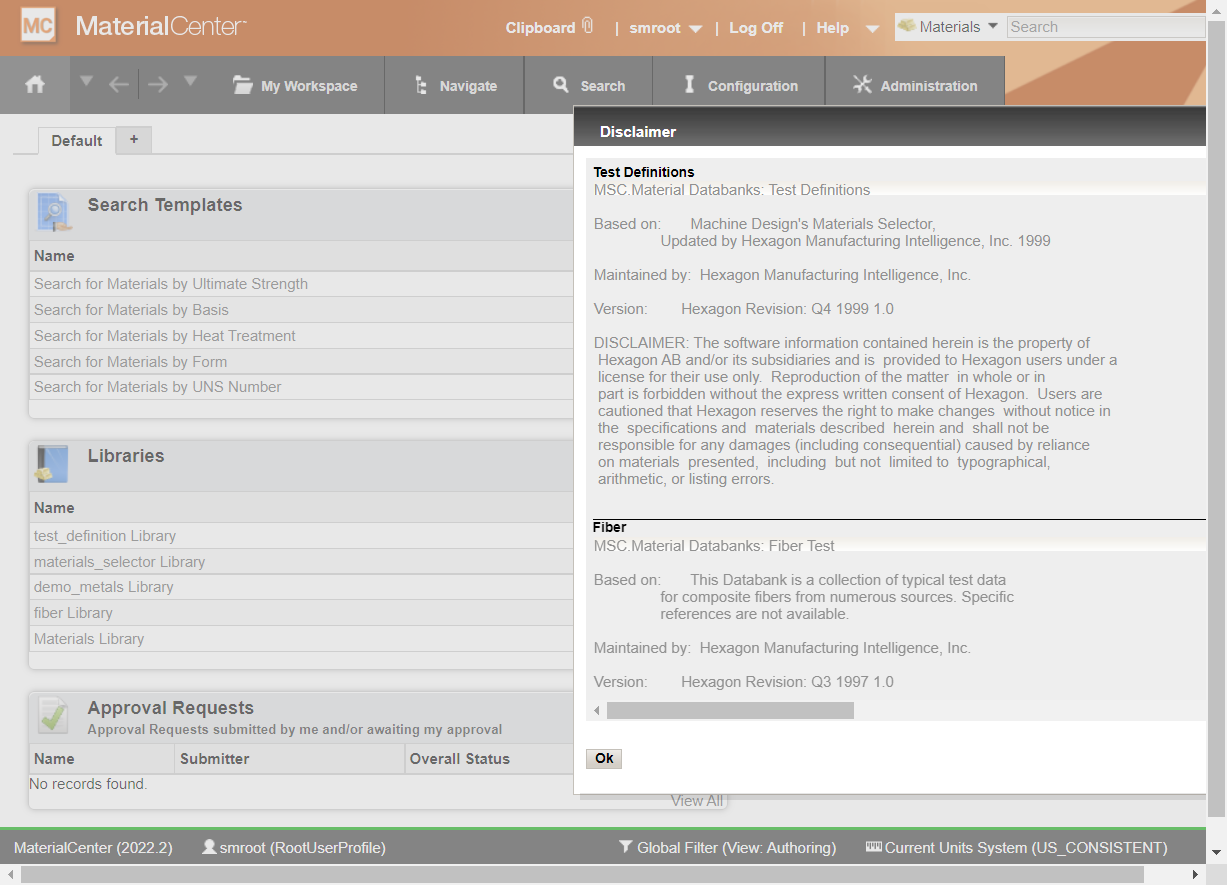 MC MaterialCenter
Clipboard | smroot | Log Off | Help
Materials
Search
My Workspace
Navigate
Search
Configuration
Administration
Default
+
Search Templates
Name
Search for Materials by Ultimate Strength
Search for Materials by Basis
Search for Materials by Heat Treatment
Search for Materials by Form
Search for Materials by UNS Number
Libraries
Name
test_definition Library
materials_selector Library
demo_metals Library
fiber Library
Materials Library
Approval Requests
Approval Requests submitted by me and/or awaiting my approval
Name Submitter Overall Status
No records found.
View All
Disclaimer
Test Definitions
MSC.Material Databanks: Test Definitions
Based on: Machine Design's Materials Selector,
Updated by Hexagon Manufacturing Intelligence, Inc. 1999
Maintained by: Hexagon Manufacturing Intelligence, Inc.
Version: Hexagon Revision: Q4 1999 1.0
DISCLAIMER: The software information contained herein is the property of
Hexagon AB and/or its subsidiaries and is provided to Hexagon users under a
license for their use only. Reproduction of the matter in whole or in
part is forbidden without the express written consent of Hexagon. Users are
cautioned that Hexagon reserves the right to make changes without notice in
the specifications and materials described herein and shall not be
responsible for any damages (including consequential) caused by reliance
on materials presented, including but not limited to typographical,
arithmetic, or listing errors.
Fiber
MSC.Material Databanks: Fiber Test
Based on: This Databank is a collection of typical test data
for composite fibers from numerous sources. Specific
references are not available.
Maintained by: Hexagon Manufacturing Intelligence, Inc.
Version: Hexagon Revision: Q3 1997 1.0
Ok
MaterialCenter (2022.2)
smroot (RootUserProfile)
Global Filter (View: Authoring)
Current Units System (US_CONSISTENT)